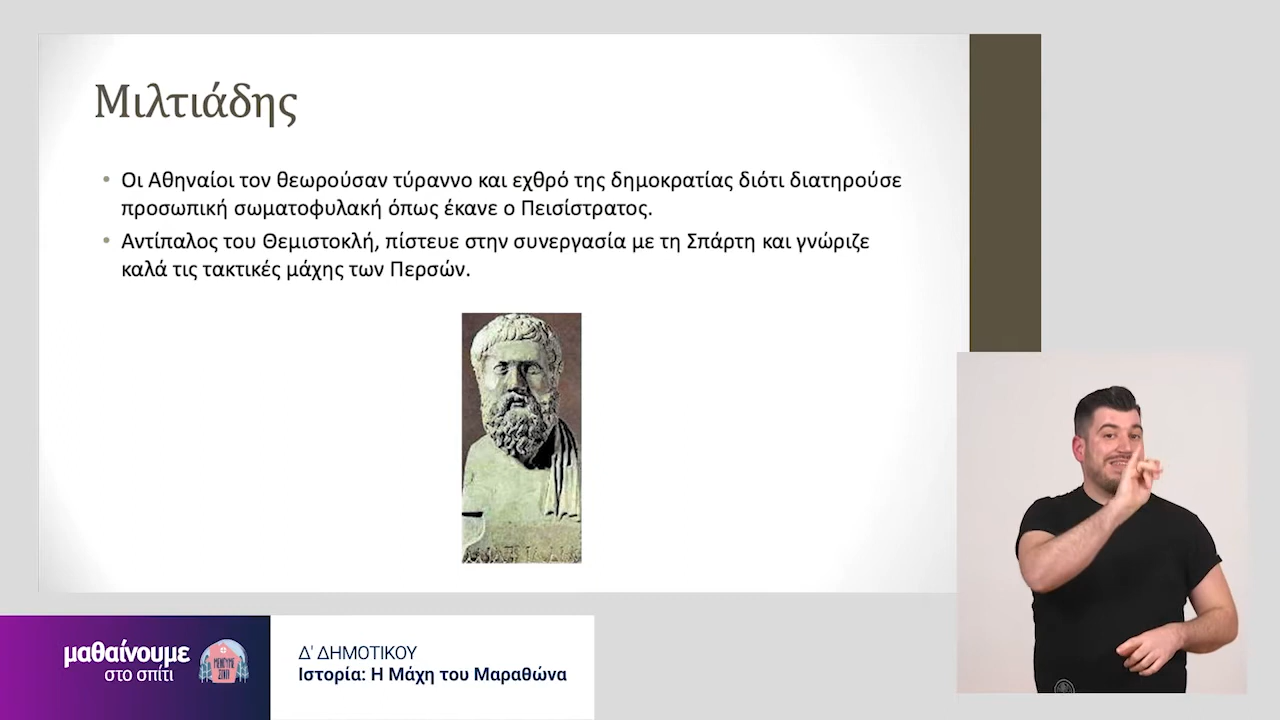 Μιλτιάδης
• Οι Αθηναίοι τον θεωρούσαν τύραννο και εχθρό της δημοκρατίας διότι διατηρούσε
προσωπική σωματοφυλακή όπως έκανε ο Πεισίστρατος.
• Αντίπαλος του Θεμιστοκλή, πίστευε στην συνεργασία με τη Σπάρτη και γνώριζε
καλά τις τακτικές μάχης των Περσών.
μαθαίνουμε
στο σπίτι
ΜΕΝΟΥΜΕ
ΣΠΙΤΙ
Δ' ΔΗΜΟΤΙΚΟΥ
Ιστορία: Η Μάχη του Μαραθώνα